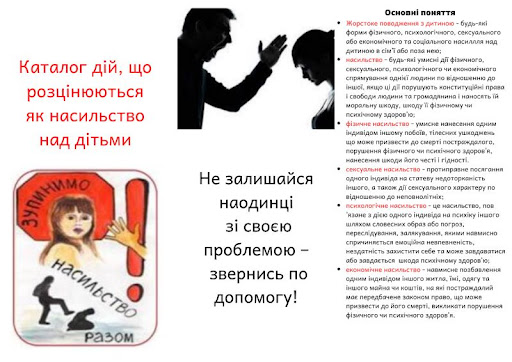 Каталог дій, що
розцінюються
як насильство
над дітьми
ЗУПИНИМО
НАСИЛЬСТВО
РАЗОМ
Не залишайся
наодинці
зі своєю
проблемою –
звернись по
допомогу!
Основні поняття
Жорстоке поводження з дитиною - будь-які
форми фізичного, психологічного, сексуального
або економічного та соціального насилля над
дитиною в сім'ї або поза нею;
насильство - будь-які умисні дії фізичного,
сексуального, психологічного чи економічного
спрямування однієї людини по відношенню до
іншої, якщо ці дії порушують конституційні права
і свободи людини та громадянина і наносять їй
моральну шкоду, шкоду її фізичному чи
психічному здоров'ю;
фізичне насильство - умисне нанесення одним
індивідом іншому побоїв, тілесних ушкоджень
що може призвести до смерті постраждалого,
порушення фізичного чи психічного здоров'я,
нанесення шкоди його честі і гідності.
сексуальне насильство - протиправне посягання
одного індивіда на статеву недоторканість
іншого, а також дії сексуального характеру по
відношенню до неповнолітніх;
психологічне насильство - це насильство, пов
'язане з дією одного індивіда на психіку іншого
шляхом словесних образ або погроз,
переслідування, залякування, якими навмисно
спричиняється емоційна невпевненість,
нездатність захистити себе та може завдаватися
або завдається шкода психічному здоров'ю;
економічне насильство - навмисне позбавлення
одним індивідом іншого житла, їжі, одягу та
іншого майна чи коштів, на які постраждалий
має передбачене законом право, що може
призвести до його смерті, викликати порушення
фізичного чи психічного здоров'я.